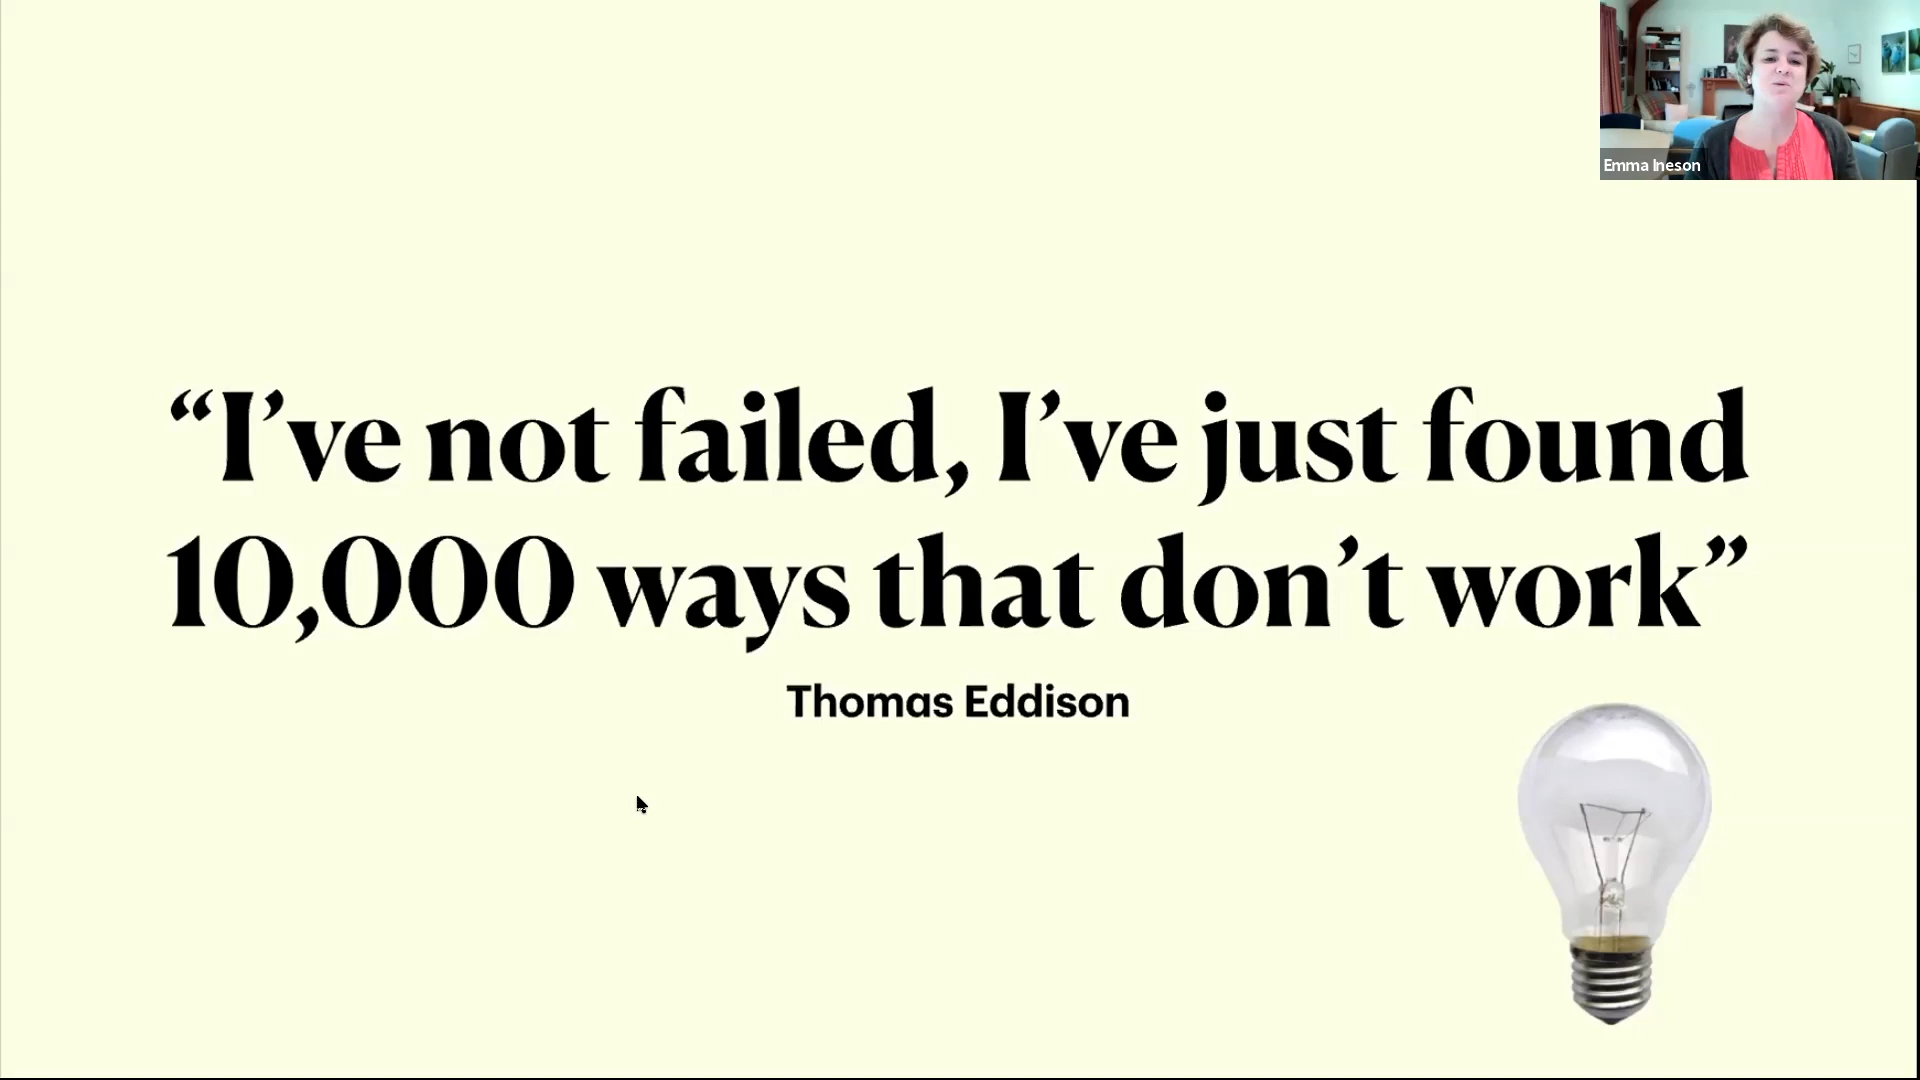 Emma Ineson
“I’ve not failed, I’ve just found
10,000 ways that don’t work”
Thomas Eddison